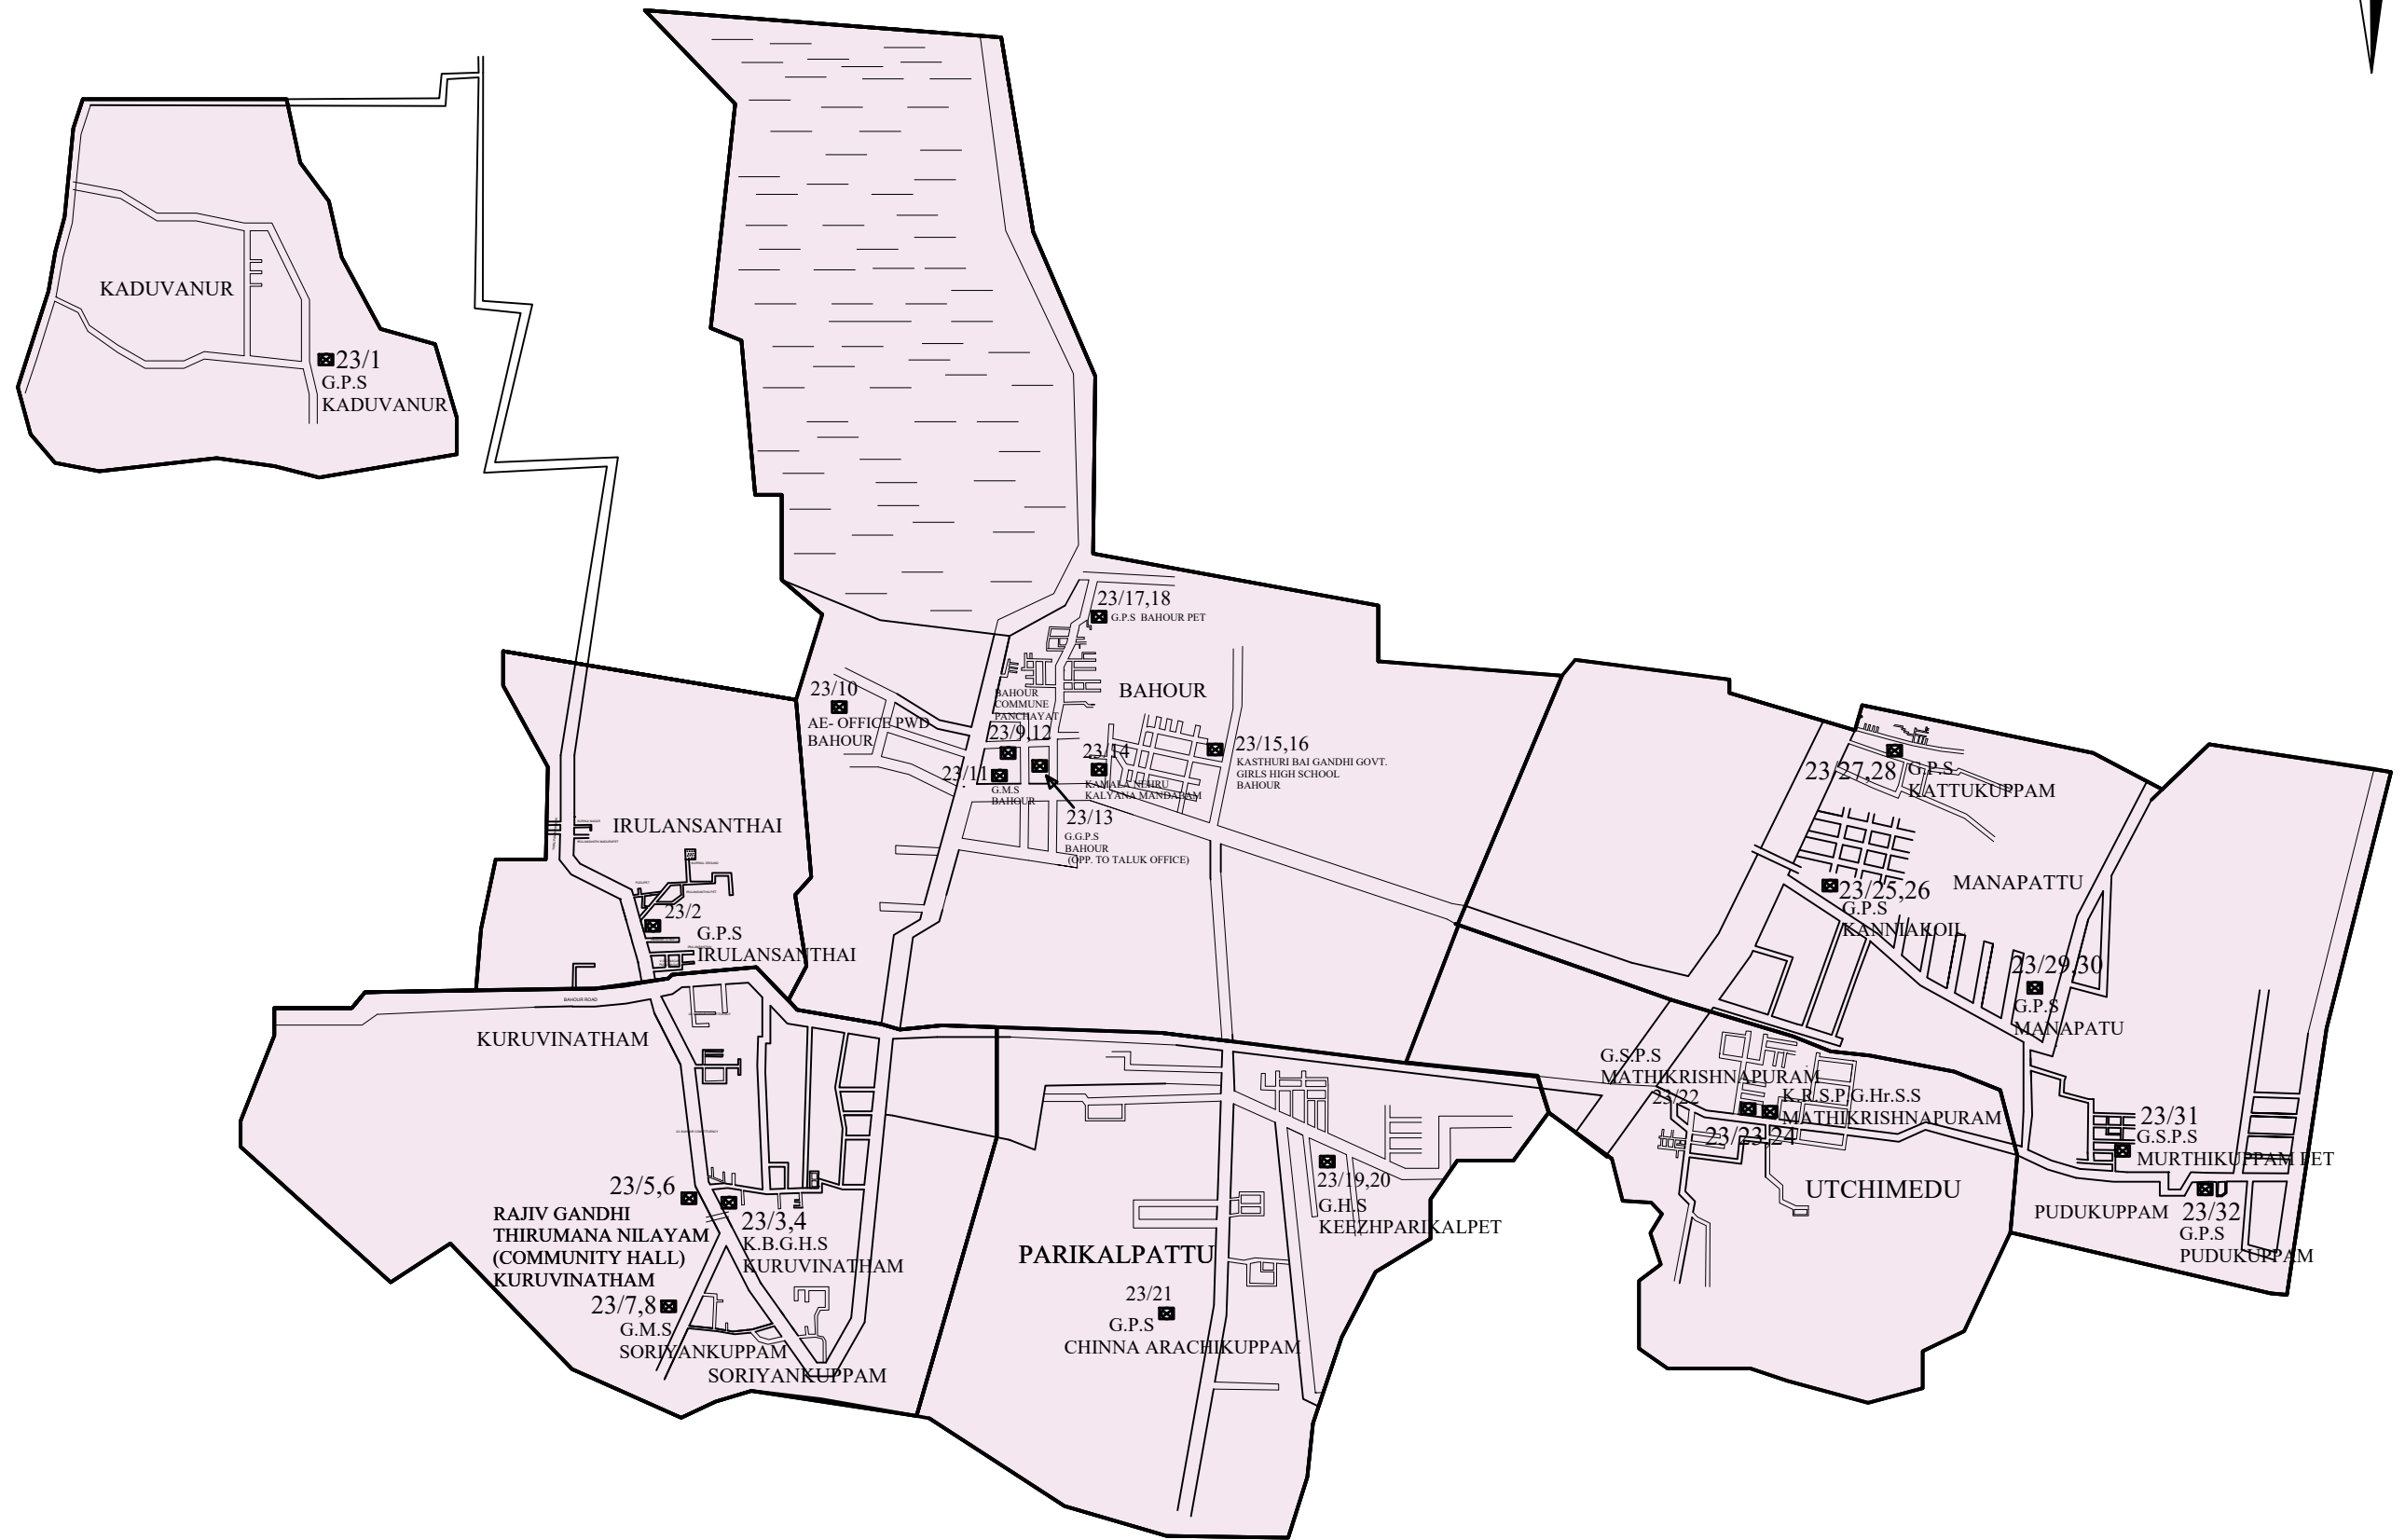 KADUVANUR
23/1
G.P.S
KADUVANUR
23/17,18
G.P.S BAHOUR PET
BAHOUR
23/10
AE- OFFICE PWD
BAHOUR
BAHOUR
COMMUNE
PANCHAYAT
23/9,12
23/11
G.M.S
BAHOUR
23/14
KAMALA NEHRU
KALYANA MANDABAM
23/15,16
KASTHURI BAI GANDHI GOVT.
GIRLS HIGH SCHOOL
BAHOUR
23/13
G.G.P.S
BAHOUR
(OPP. TO TALUK OFFICE)
IRULANSANTHAI
23/2
G.P.S
IRULANSANTHAI
BAHOUR ROAD
KURUVINATHAM
23/5,6
RAJIV GANDHI
THIRUMANA NILAYAM
(COMMUNITY HALL)
KURUVINATHAM
23/3,4
K.B.G.H.S
KURUVINATHAM
23/7,8
G.M.S
SORIYANKUPPAM
SORIYANKUPPAM
PARIKALPATTU
23/21
G.P.S
CHINNA ARACHIKUPPAM
23/19,20
G.H.S
KEEZHPARIKALPET
23/27,28
G.P.S
KATTUKUPPAM
MANAPATTU
23/25,26
G.P.S
KANNIAKOIL
23/29,30
G.P.S
MANAPATU
G.S.P.S
MATHIKRISHNAPURAM
23/22
K.R.S.P.G.Hr.S.S
MATHIKRISHNAPURAM
23/23,24
UTCHIMEDU
23/31
G.S.P.S
MURTHIKUPPAM PET
PUDUKUPPAM
23/32
G.P.S
PUDUKUPPAM